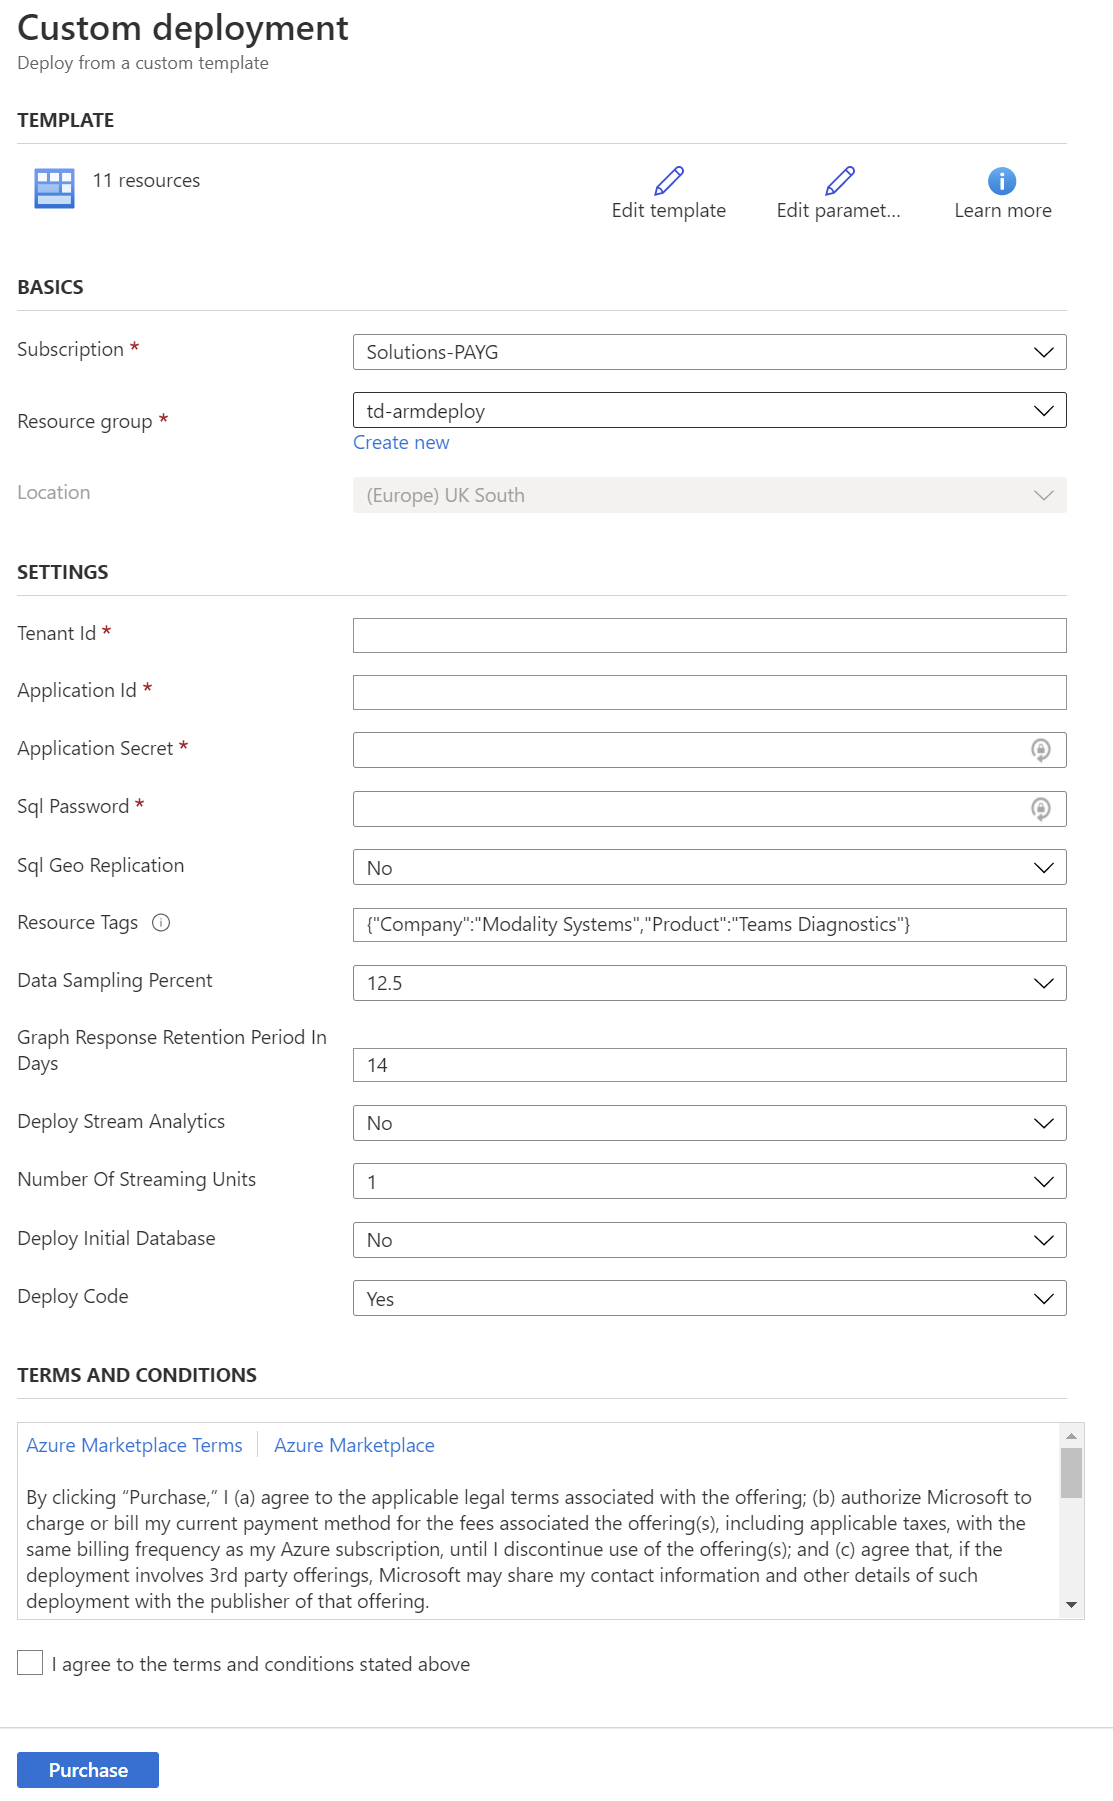 Custom deployment
Deploy from a custom template
TEMPLATE
11 resources
Edit template
Edit paramet...
Learn more
BASICS
Subscription *
Solutions-PAYG
Resource group *
td-armdeploy
Create new
Location
(Europe) UK South
SETTINGS
Tenant Id *
Application Id *
Application Secret *
Sql Password *
Sql Geo Replication
No
Resource Tags
{"Company":"Modality Systems","Product":"Teams Diagnostics"}
Data Sampling Percent
12.5
Graph Response Retention Period In
Days
14
Deploy Stream Analytics
No
Number Of Streaming Units
1
Deploy Initial Database
No
Deploy Code
Yes
TERMS AND CONDITIONS
Azure Marketplace Terms
Azure Marketplace
By clicking “Purchase,” I (a) agree to the applicable legal terms associated with the offering; (b) authorize Microsoft to
charge or bill my current payment method for the fees associated the offering(s), including applicable taxes, with the
same billing frequency as my Azure subscription, until I discontinue use of the offering(s); and (c) agree that, if the
deployment involves 3rd party offerings, Microsoft may share my contact information and other details of such
deployment with the publisher of that offering.
I agree to the terms and conditions stated above
Purchase